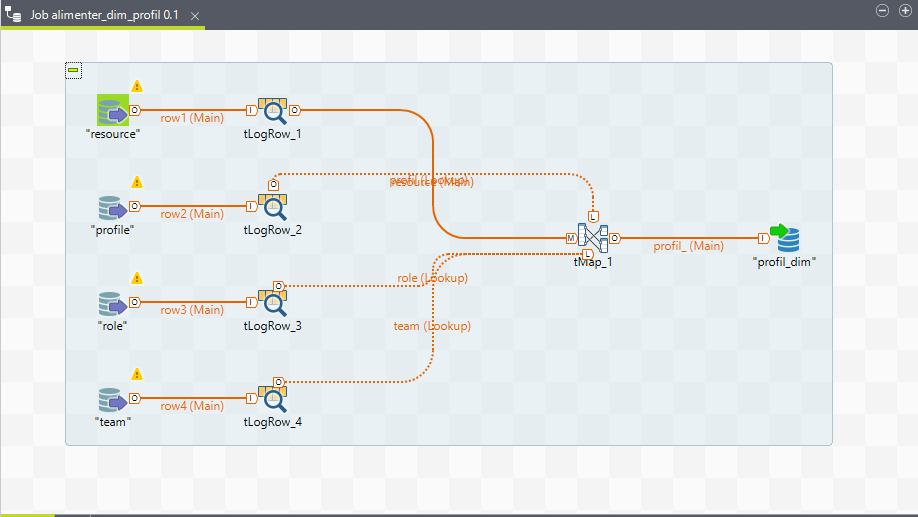 Job alimenter_dim_profil 0.1
"resource"
O
row1 (Main)
I
O
tLogRow_1
profil (Lookup)
resource (Main)
"profile"
O
row2 (Main)
I
O
tLogRow_2
L
M
O
L
tMap_1
profil_ (Main)
I
"profil_dim"
"role"
O
row3 (Main)
I
O
tLogRow_3
role (Lookup)
team (Lookup)
"team"
O
row4 (Main)
I
O
tLogRow_4